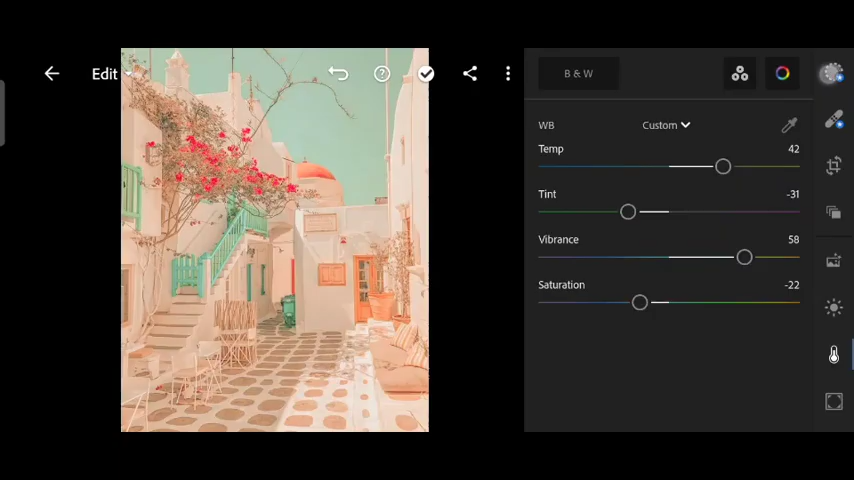 Edit
B & W
WB Custom
Temp 42
Tint -31
Vibrance 58
Saturation -22